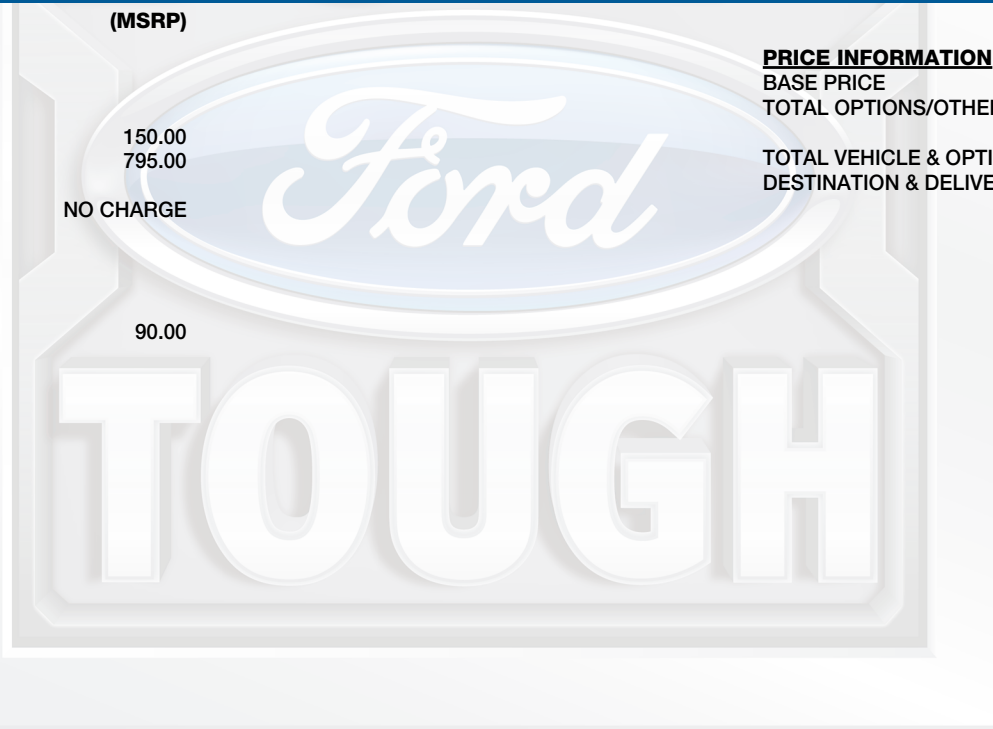 (MSRP)
150.00
795.00
NO CHARGE
90.00
PRICE INFORMATION
BASE PRICE
TOTAL OPTIONS/OTHER
TOTAL VEHICLE & OPTI
DESTINATION & DELIVE
Ford
TOUGH